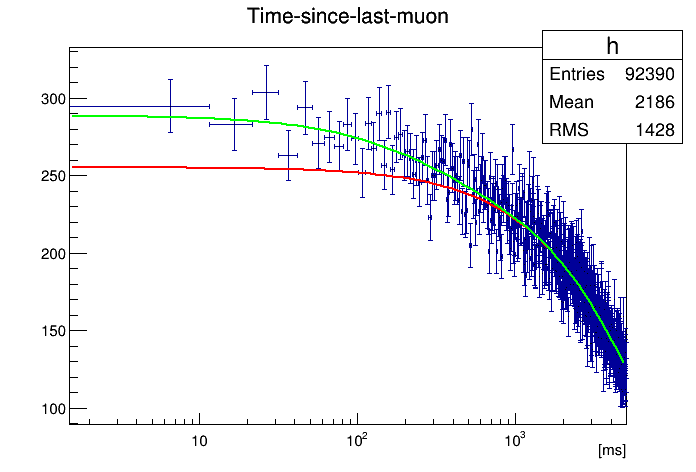 Time-since-last-muon
h
Entries 92390
Mean 2186
RMS 1428
300
250
200
150
100
10
10²
10³
[ms]